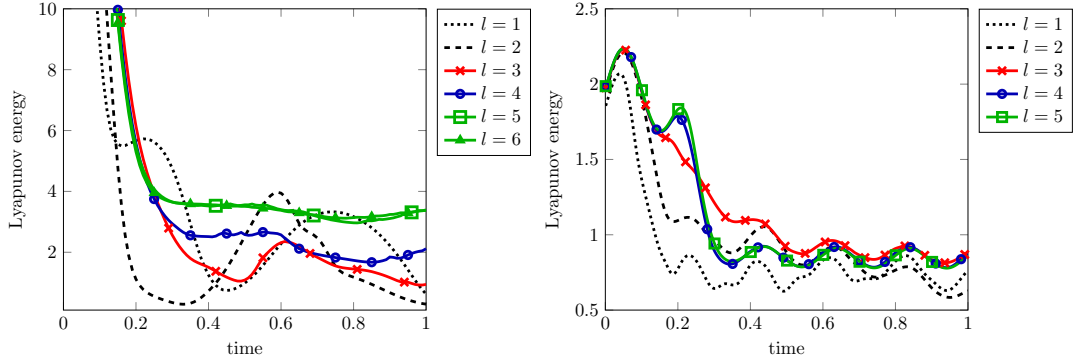 10
8
6
4
2
0
0.2
0.4
0.6
0.8
1
time
Lyapunov energy
l = 1
l = 2
l = 3
l = 4
l = 5
l = 6
2.5
2
1.5
1
0.5
0
0.2
0.4
0.6
0.8
1
time
Lyapunov energy
l = 1
l = 2
l = 3
l = 4
l = 5